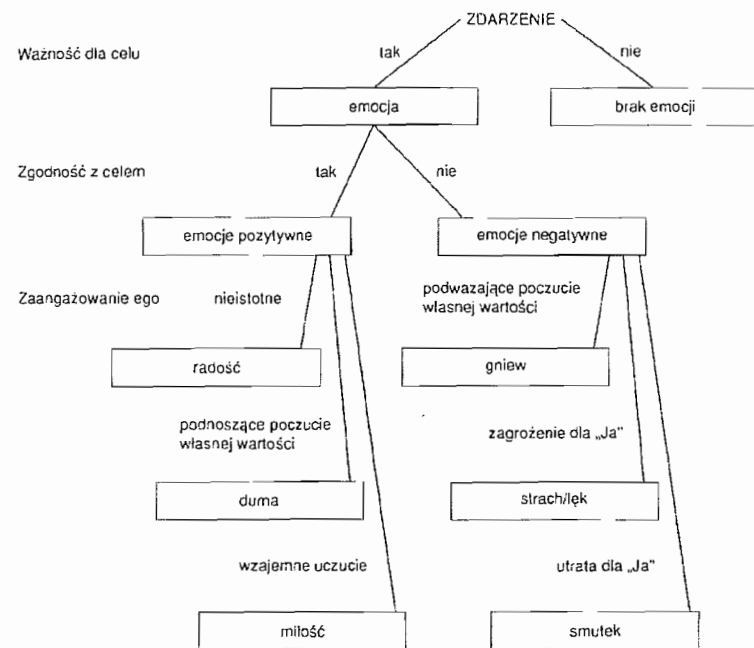 ZDARZENIE
Ważność dla celu
tak
nie
emocja
brak emocji
Zgodność z celem
tak
nie
emocje pozytywne
emocje negatywne
Zaangażowanie ego
nieistotne
podwazające poczucie
własnej wartości
radość
gniew
podnoszące poczucie
własnej wartości
zagrożenie dla „Ja”
duma
strach/lęk
wzajemne uczucie
utrata dla „Ja”
miłość
smutek